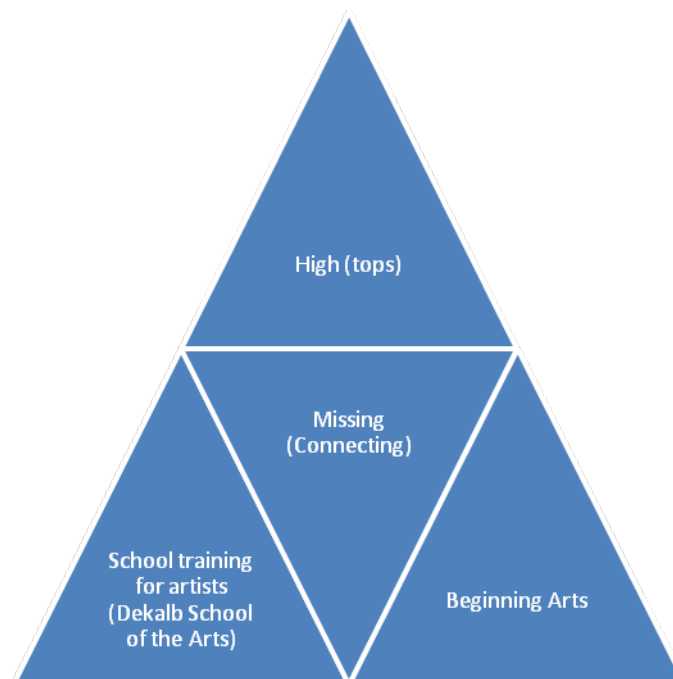 High (tops)
Missing
(Connecting)
School training
for artists
(Dekalb School
of the Arts)
Beginning Arts